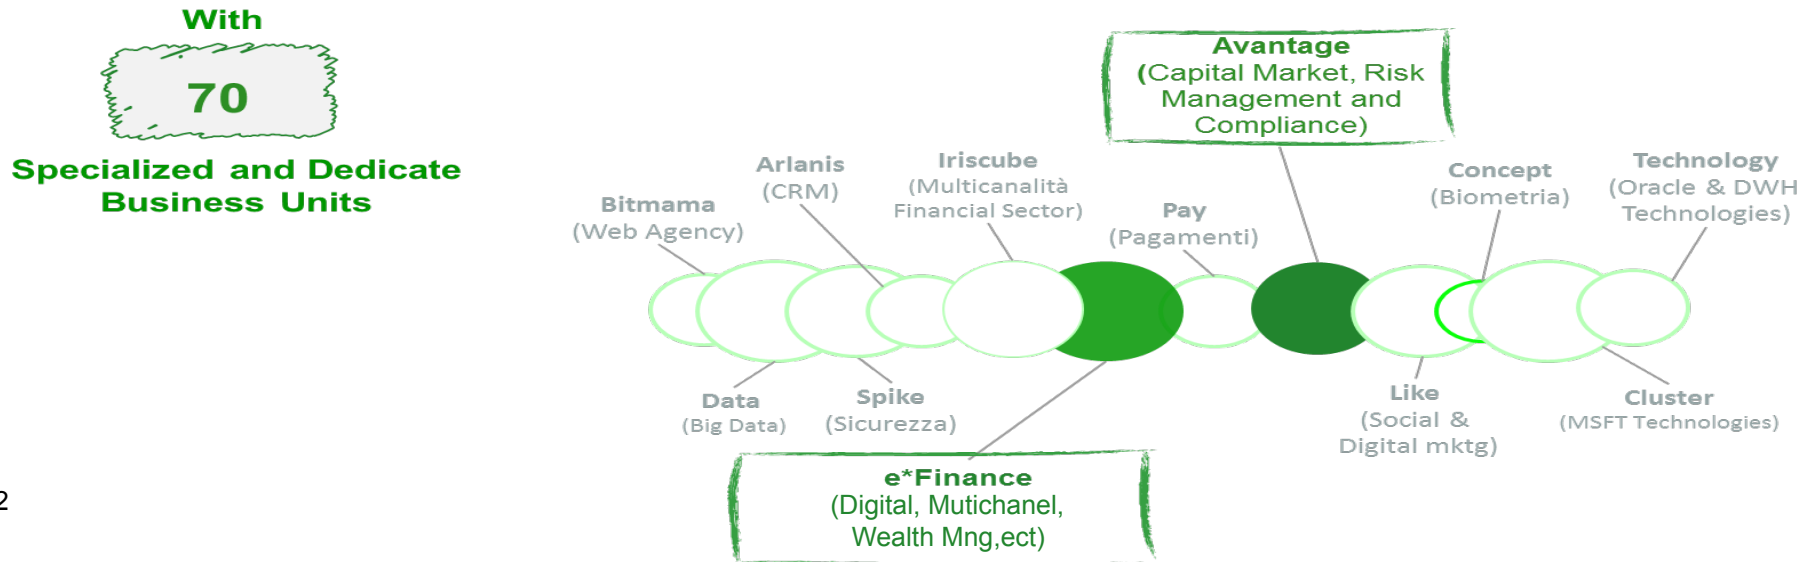 With
70
Specialized and Dedicate
Business Units
Avantage
(Capital Market, Risk
Management and
Compliance)
Bitmama
(Web Agency)
Arlanis
(CRM)
Iriscube
(Multicanalità
Financial Sector)
Pay
(Pagamenti)
Concept
(Biometria)
Technology
(Oracle & DWH
Technologies)
Data
(Big Data)
Spike
(Sicurezza)
Like
(Social &
Digital mktg)
Cluster
(MSFT Technologies)
e*Finance
(Digital, Mutichanel,
Wealth Mng,ect)
2